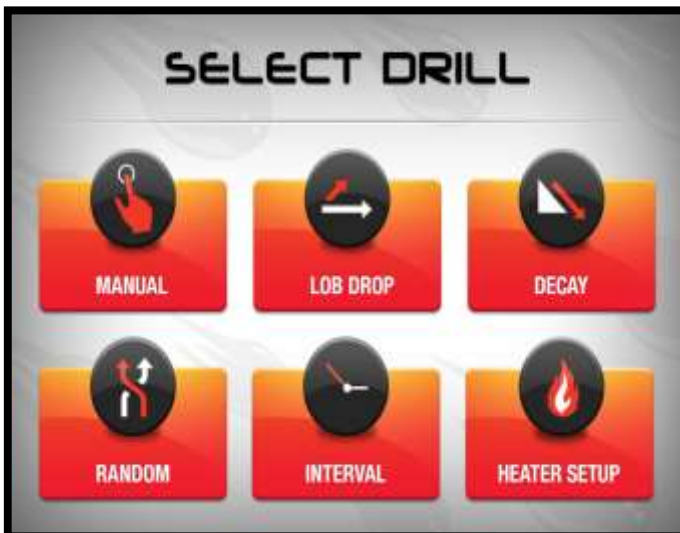 SELECT DRILL
MANUAL LOB DROP DECAY
RANDOM INTERVAL HEATER SETUP